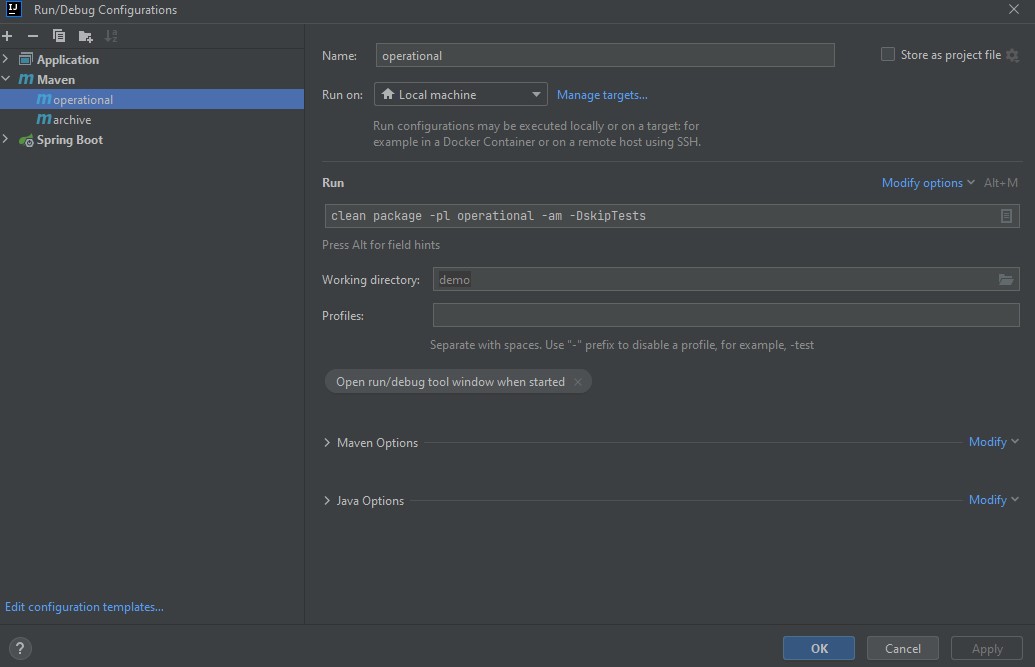 Run/Debug Configurations
Application
Maven
operational
archive
Spring Boot
Edit configuration templates...
Name: operational
Store as project file
Run on: Local machine Manage targets...
Run configurations may be executed locally or on a target: for
example in a Docker Container or on a remote host using SSH.
Run Modify options Alt+M
clean package -pl operational -am -DskipTests
Press Alt for field hints
Working directory: demo
Profiles:
Separate with spaces. Use "-" prefix to disable a profile, for example, -test
Open run/debug tool window when started
Maven Options Modify
Java Options Modify
? OK Cancel Apply